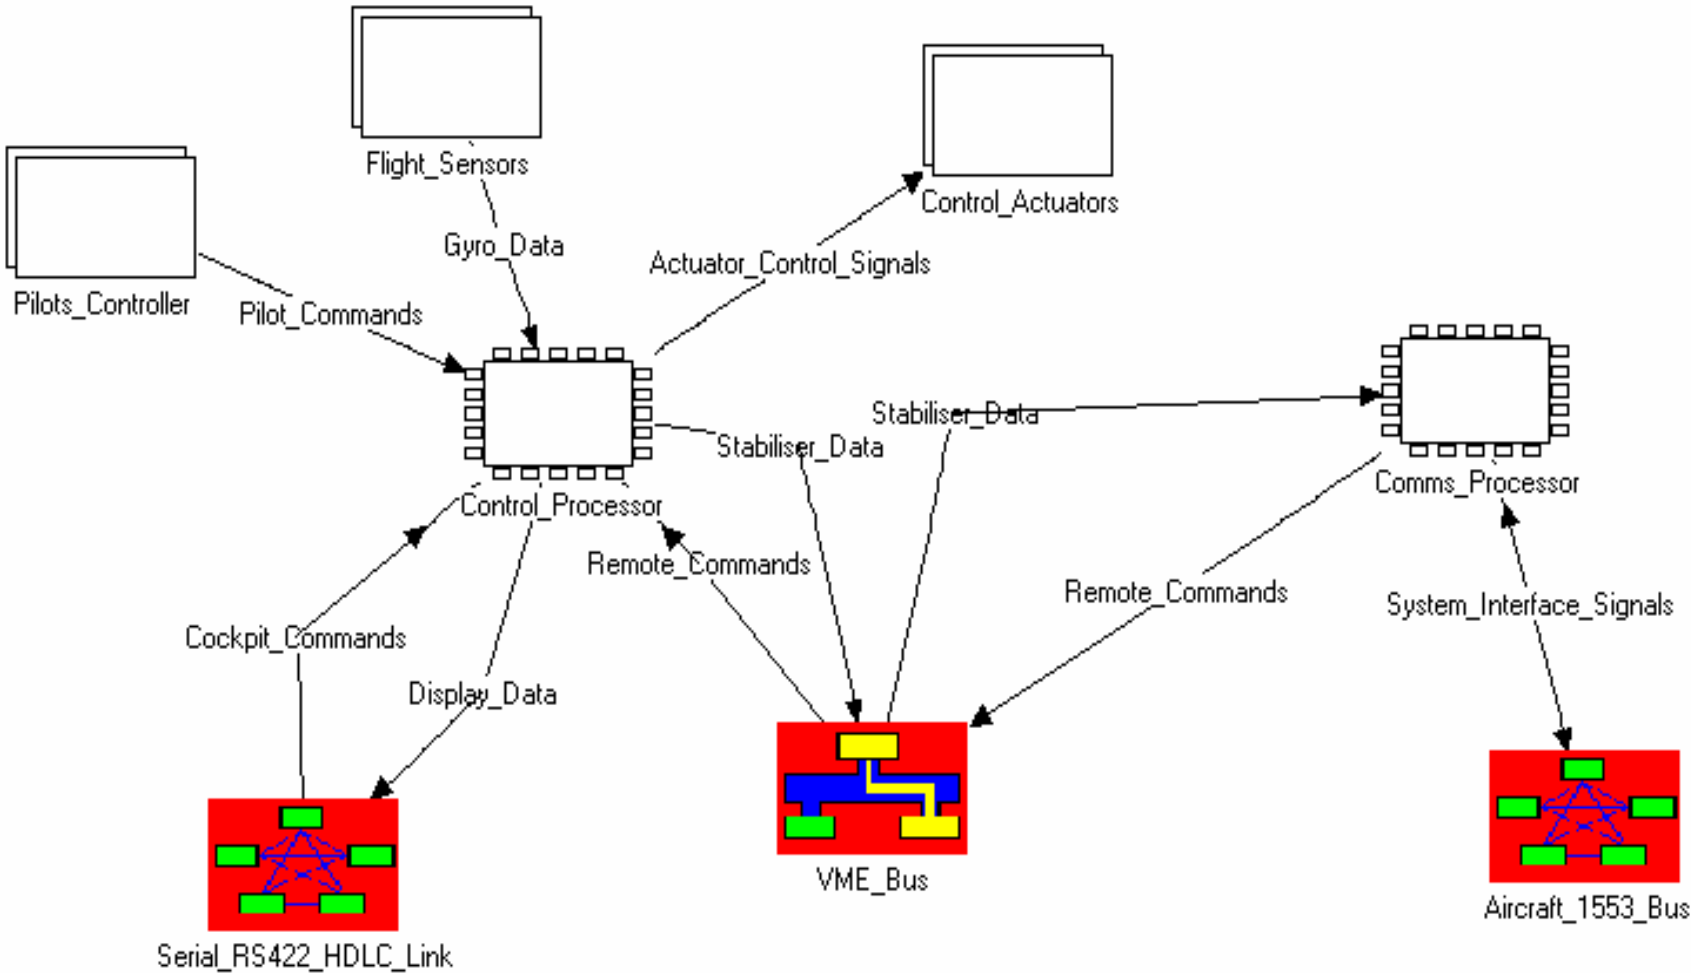 Flight_Sensors
Control_Actuators
Gyro_Data
Actuator_Control_Signals
Pilots_Controller
Pilot_Commands
Stabiliser_Data
Stabiliser_Data
Comms_Processor
Control_Processor
Remote_Commands
Remote_Commands
System_Interface_Signals
Cockpit_Commands
Display_Data
VME_Bus
Aircraft_1553_Bus
Serial_RS422_HDLC_Link